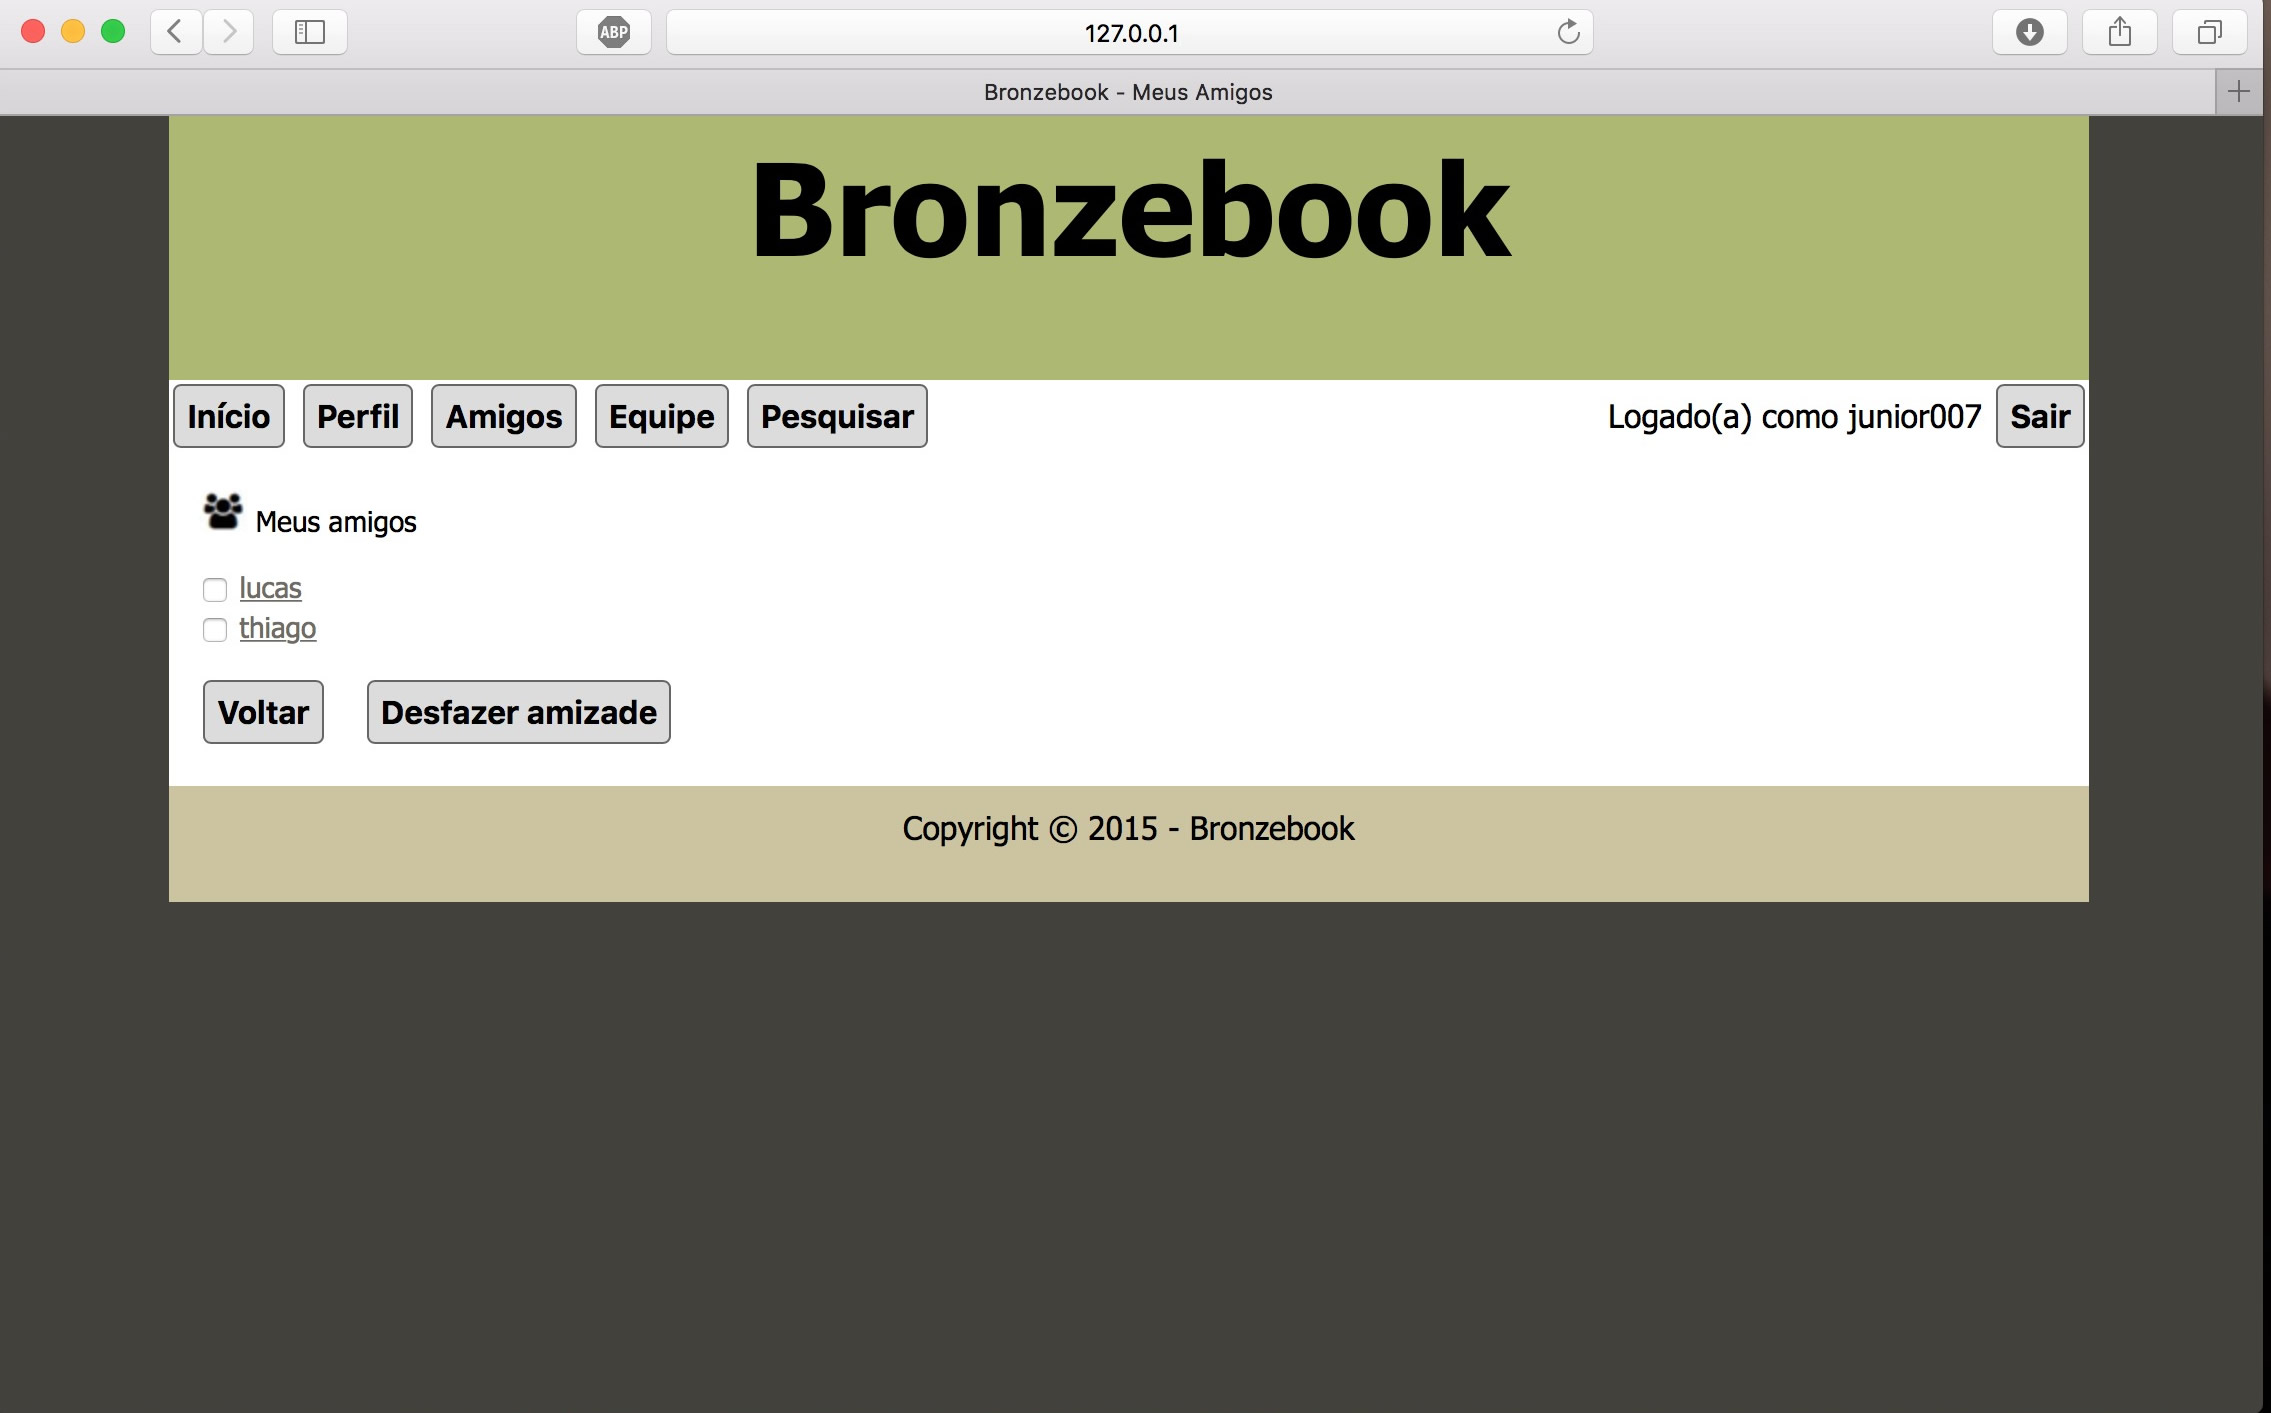 ABP
127.0.0.1
Bronzebook - Meus Amigos
Bronzebook
Início Perfil Amigos Equipe Pesquisar Logado(a) como junior007 Sair
Meus amigos
lucas
thiago
Voltar Desfazer amizade
Copyright © 2015 - Bronzebook